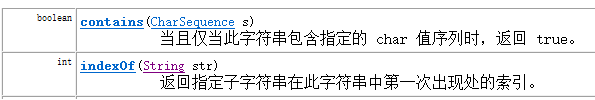 boolean contains(CharSequence s)
当且仅当此字符串包含指定的 char 值序列时，返回 true。
int indexOf(String str)
返回指定子字符串在此字符串中第一次出现处的索引。